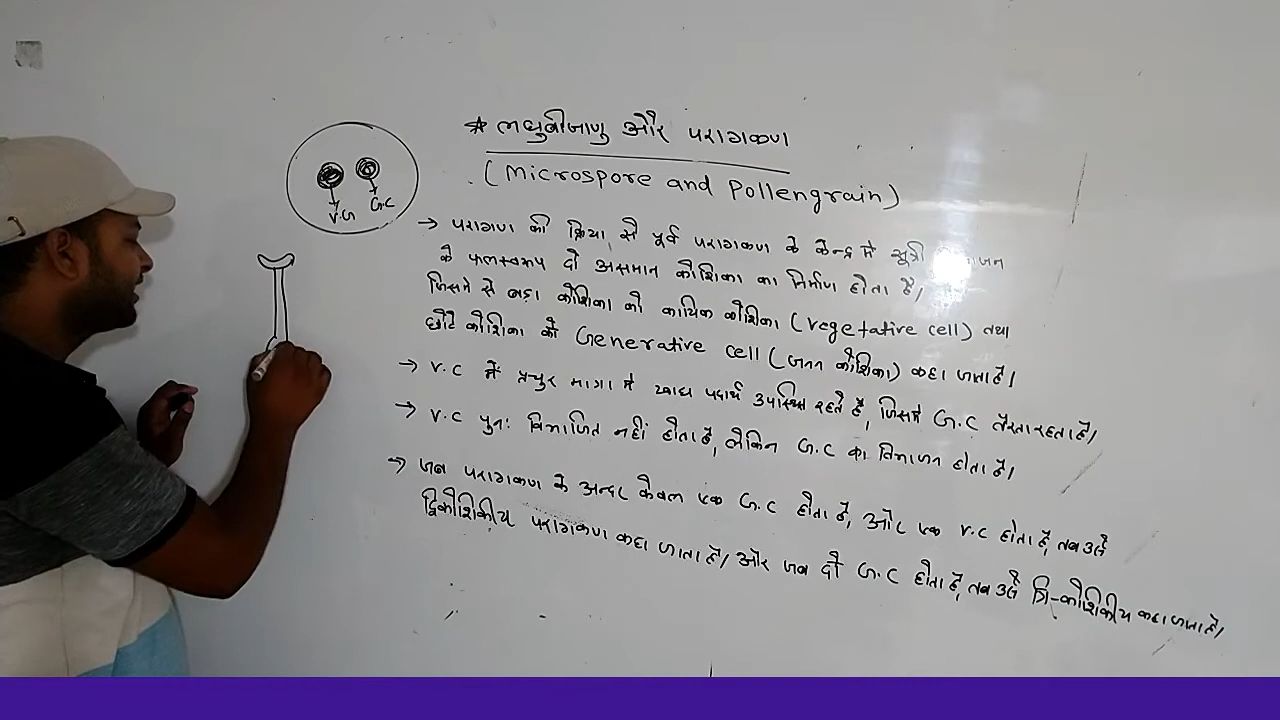 * लघुबीजाणु और परागकण
(Microspore and Pollengrain)
V.C
G.C
→ परागण की क्रिया से पूर्व परागकण के केन्द्र मे सूत्री जन
के फलस्वरूप दो असमान कोशिका का निर्माण होता है,
जिसमे से बड़ा कोशिका को कायिक कोशिका (vegetative cell) तथा
छोटे कोशिका को Generative cell (जनन कोशिका) कहा जाता है।
→ V.C में प्रचुर मात्रा मे खाद्य पदार्थ उपस्थित रहते है, जिसमे G.C तैरता रहता है,
→ V.C पुनः विभाजित नहीं होता है, लेकिन G.C का विभाजन होता है,
→ जब परागकण के अन्दर केवल एक G.C होता है, और एक V.C होता है, तब उसे
द्विकोशिकीय परागकण कहा जाता है, और जब दो G.C होता है, तब उसे त्रि-कोशिकीय कहा जाता है,